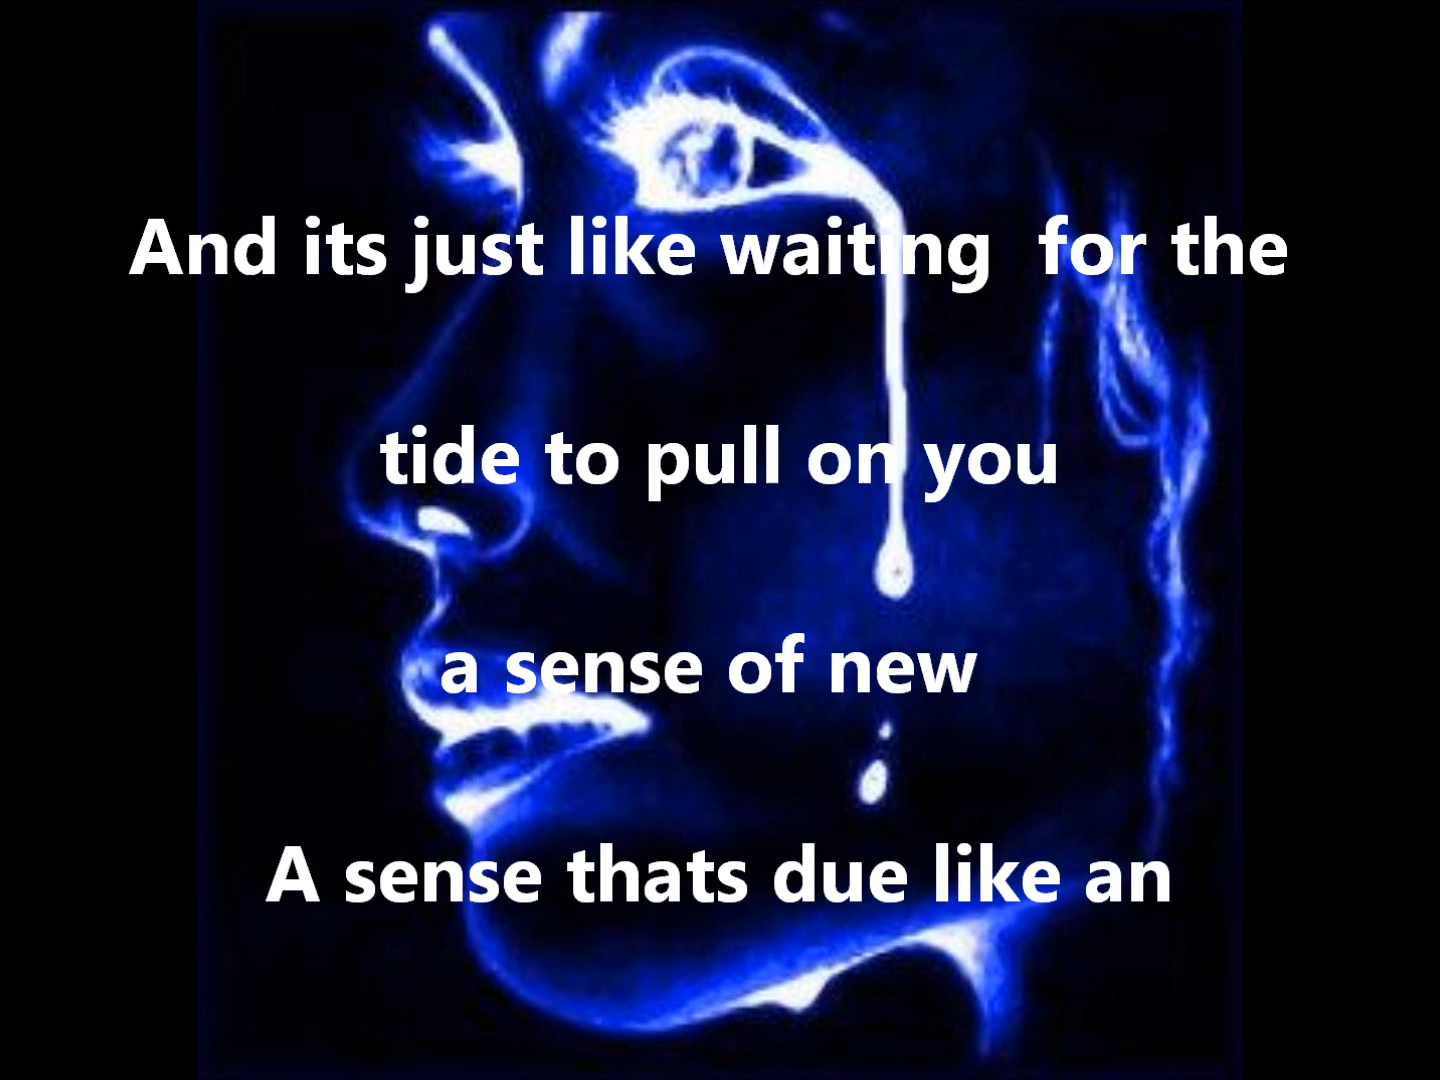 And its just like waiting  for the
tide to pull on you
a sense of new
A sense thats due like an